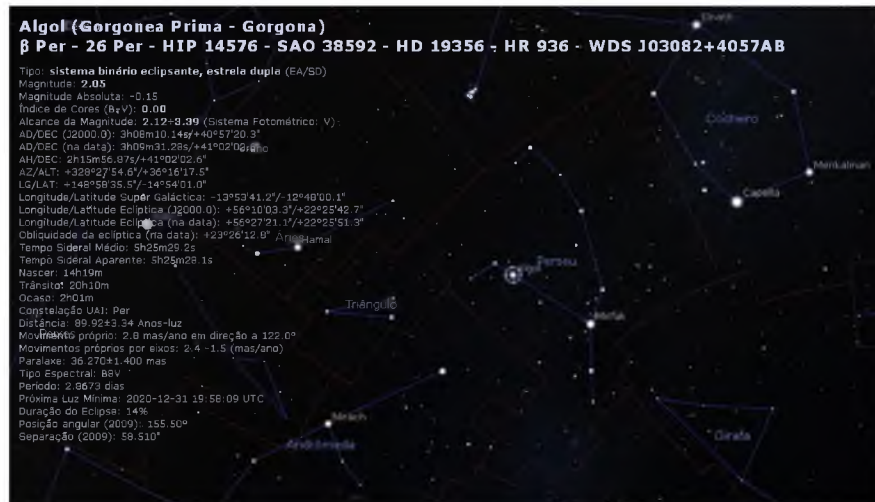 Algol (Gorgonea Prima - Gorgona)
β Per - 26 Per - HIP 14576 - SAO 38592 - HD 19356 - HR 936 - WDS J03082+4057AB
Tipo: sistema binário eclipsante, estrela dupla (EA/SD)
Magnitude: 2.05
Magnitude Absoluta: -0.15
Índice de Cores (B-V): 0.00
Alcance da Magnitude: 2.12÷3.39 (Sistema Fotométrico: V)
AD/DEC (J2000.0): 3h08m10.14s/+40°57'20.3"
AD/DEC (na data): 3h09m31.28s/+41°02'02.
AH/DEC: 2h15m56.87s/+41°02'02.6"
AZ/ALT: +328°27'54.6"/+36°16'17.5"
LG/LAT: +148°58'35.5"/-14°54'01.0"
Longitude/Latitude Super Galáctica: -13°53'41.2"/-12°48'00.1"
Longitude/Latitude Eclíptica (J2000.0): +56°10'03.3"/+22°25'42.7"
Longitude/Latitude Eclíptica (na data): +56°27'21.1"/+22°25'51.3"
Obliquidade da eclíptica (na data): +23°26'12.8"
Tempo Sideral Médio: 5h25m29.2s
Tempo Sideral Aparente: 5h25m28.1s
Nascer: 14h19m
Trânsito: 20h10m
Ocaso: 2h01m
Constelação UAI: Per
Distância: 89.92±3.34 Anos-luz
Movimento próprio: 2.8 mas/ano em direção a 122.0°
Movimentos próprios por eixos: 2.4 -1.5 (mas/ano)
Paralaxe: 36.270±1.400 mas
Tipo Espectral: B8V
Período: 2.8673 dias
Próxima Luz Mínima: 2020-12-31 19:58:09 UTC
Duração do Eclipse: 14%
Posição angular (2009): 155.50°
Separação (2009): 58.510"
Elnath
Cocheiro
Menkalinan
Capella
Hamal
Perseu
Algol
Triângulo
Mirfak
Peixes
Mirach
Andrômeda
Girafa